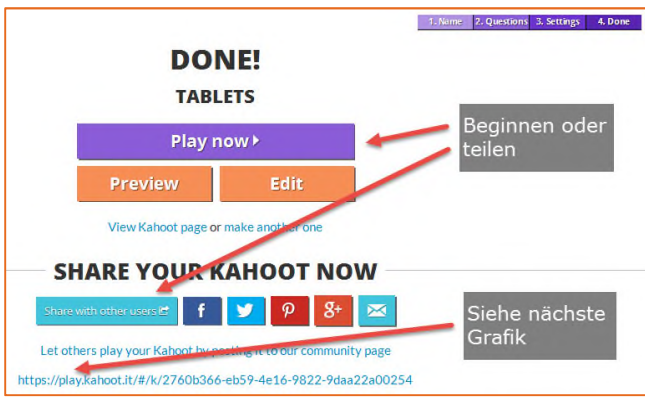 1. Name 2. Questions 3. Settings 4. Done
DONE!
TABLETS
Play now
Beginnen oder
teilen
Preview Edit
View Kahoot page or make another one
SHARE YOUR KAHOOT NOW
Share with other users f 8+
Siehe nächste
Grafik
Let others play your Kahoot by posting it to our community page
https://play.kahoot.it/#/k/2760b366-eb59-4e16-9822-9daa22a00254